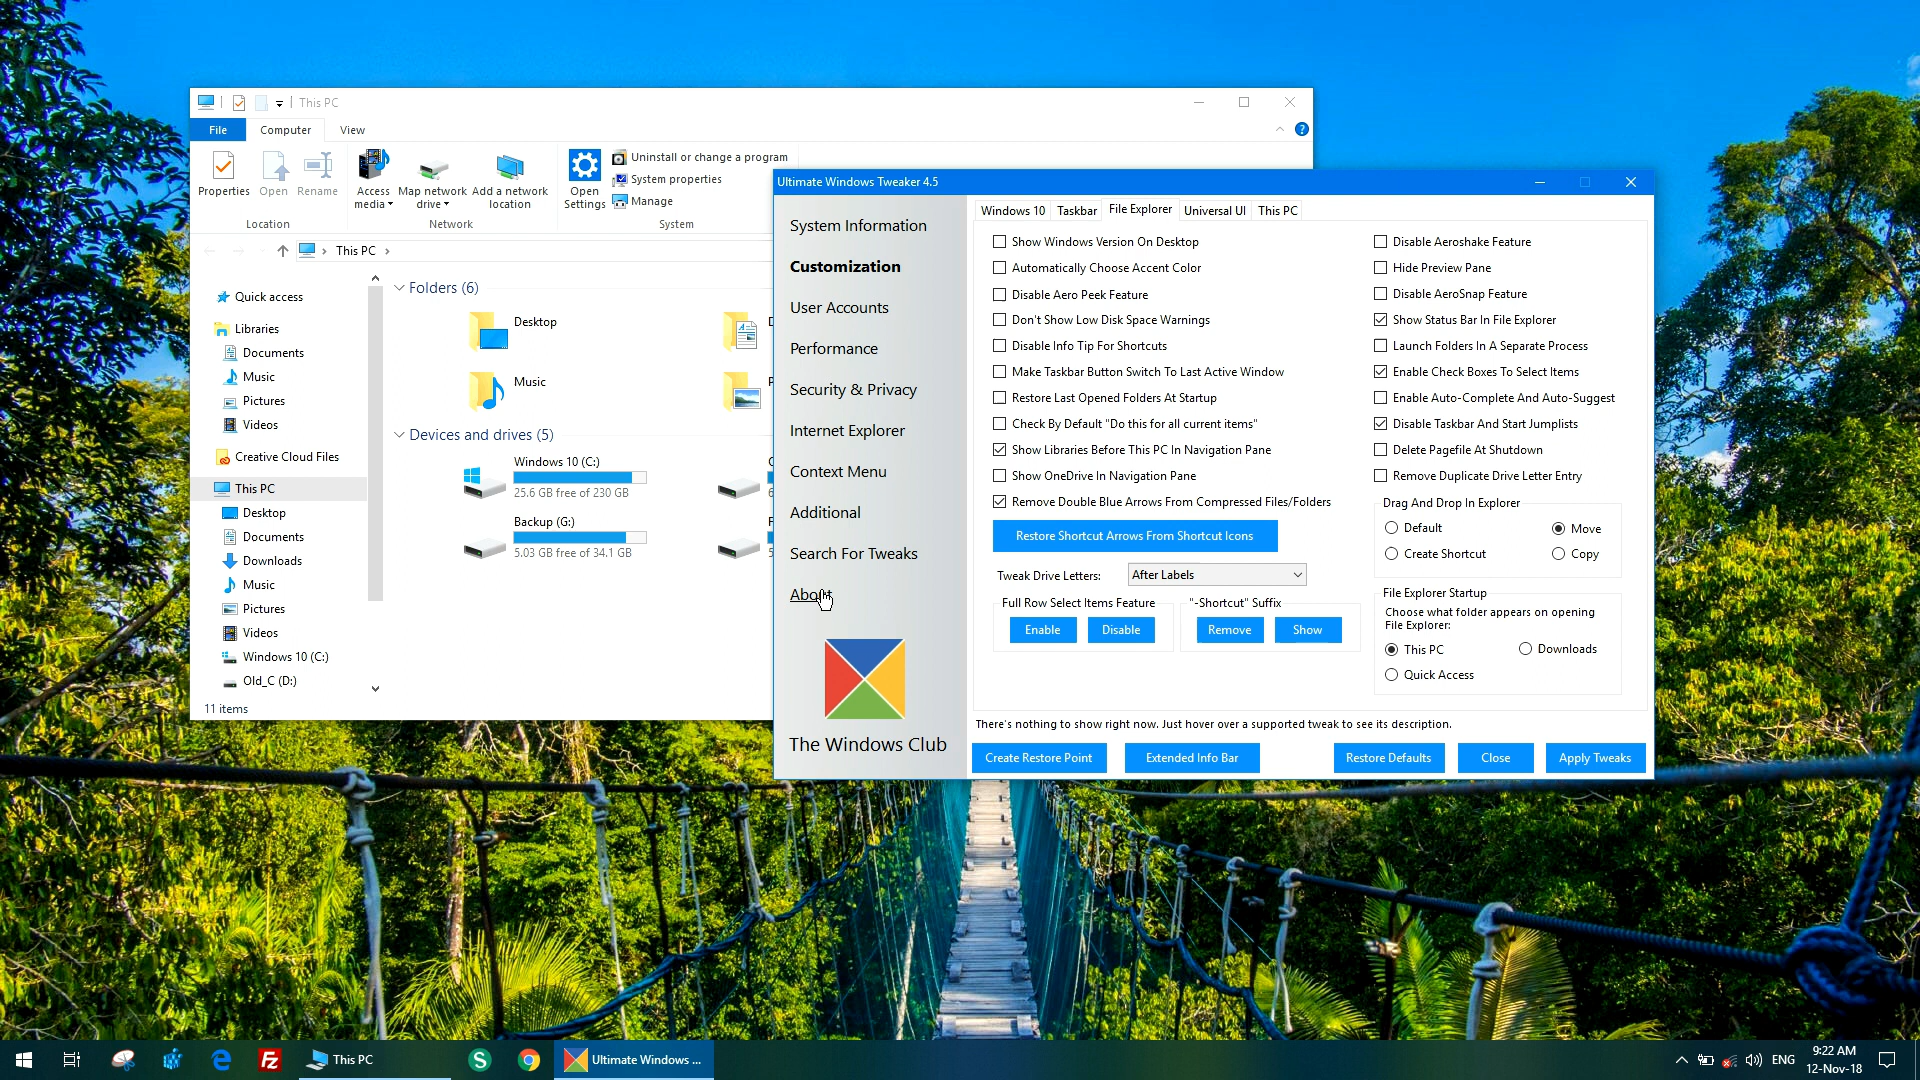 This PC
File Computer View
Properties Open Rename
Access media
Map network drive
Add a network location
Open Settings
Uninstall or change a program
System properties
Manage
Location Network System
This PC
Quick access
Libraries
Documents
Music
Pictures
Videos
Creative Cloud Files
This PC
Desktop
Documents
Downloads
Music
Pictures
Videos
Windows 10 (C:)
Old_C (D:)
11 items
Folders (6)
Desktop
Music
Devices and drives (5)
Windows 10 (C:)
25.6 GB free of 230 GB
Backup (G:)
5.03 GB free of 34.1 GB
Ultimate Windows Tweaker 4.5
System Information
Customization
User Accounts
Performance
Security & Privacy
Internet Explorer
Context Menu
Additional
Search For Tweaks
About
The Windows Club
Windows 10 Taskbar File Explorer Universal UI This PC
Show Windows Version On Desktop
Automatically Choose Accent Color
Disable Aero Peek Feature
Don't Show Low Disk Space Warnings
Disable Info Tip For Shortcuts
Make Taskbar Button Switch To Last Active Window
Restore Last Opened Folders At Startup
Check By Default "Do this for all current items"
Show Libraries Before This PC In Navigation Pane
Show OneDrive In Navigation Pane
Remove Double Blue Arrows From Compressed Files/Folders
Restore Shortcut Arrows From Shortcut Icons
Tweak Drive Letters: After Labels
Full Row Select Items Feature
Enable Disable
"-Shortcut" Suffix
Remove Show
Disable Aeroshake Feature
Hide Preview Pane
Disable AeroSnap Feature
Show Status Bar In File Explorer
Launch Folders In A Separate Process
Enable Check Boxes To Select Items
Enable Auto-Complete And Auto-Suggest
Disable Taskbar And Start Jumplists
Delete Pagefile At Shutdown
Remove Duplicate Drive Letter Entry
Drag And Drop In Explorer
Default Move
Create Shortcut Copy
File Explorer Startup
Choose what folder appears on opening
File Explorer:
This PC Downloads
Quick Access
There's nothing to show right now. Just hover over a supported tweak to see its description.
Create Restore Point Extended Info Bar Restore Defaults Close Apply Tweaks
This PC
Ultimate Windows ...
ENG
9:22 AM
12-Nov-18